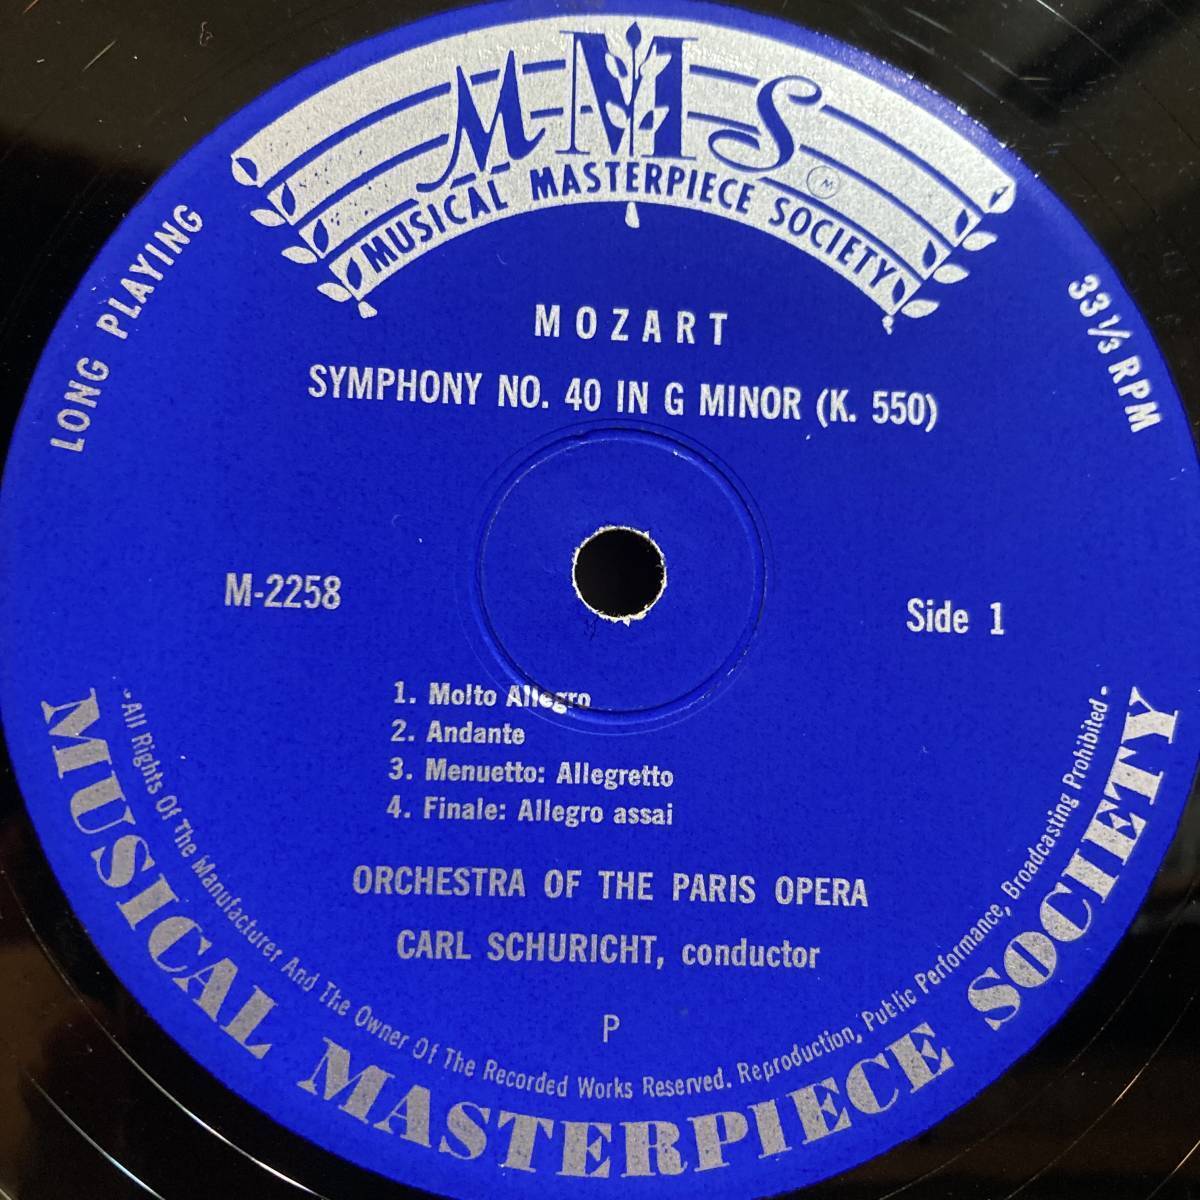 MMS
MUSICAL MASTERPIECE SOCIETY
LONG PLAYING
33 1/3 RPM
MOZART
SYMPHONY NO. 40 IN G MINOR (K. 550)
M-2258
Side 1
1. Molto Allegro
2. Andante
3. Menuetto: Allegretto
4. Finale: Allegro assai
ORCHESTRA OF THE PARIS OPERA
CARL SCHURICHT, conductor
P
•All Rights Of The Manufacturer And The Owner Of The Recorded Works Reserved. Reproduction, Public Performance, Broadcasting Prohibited•
MUSICAL MASTERPIECE SOCIETY